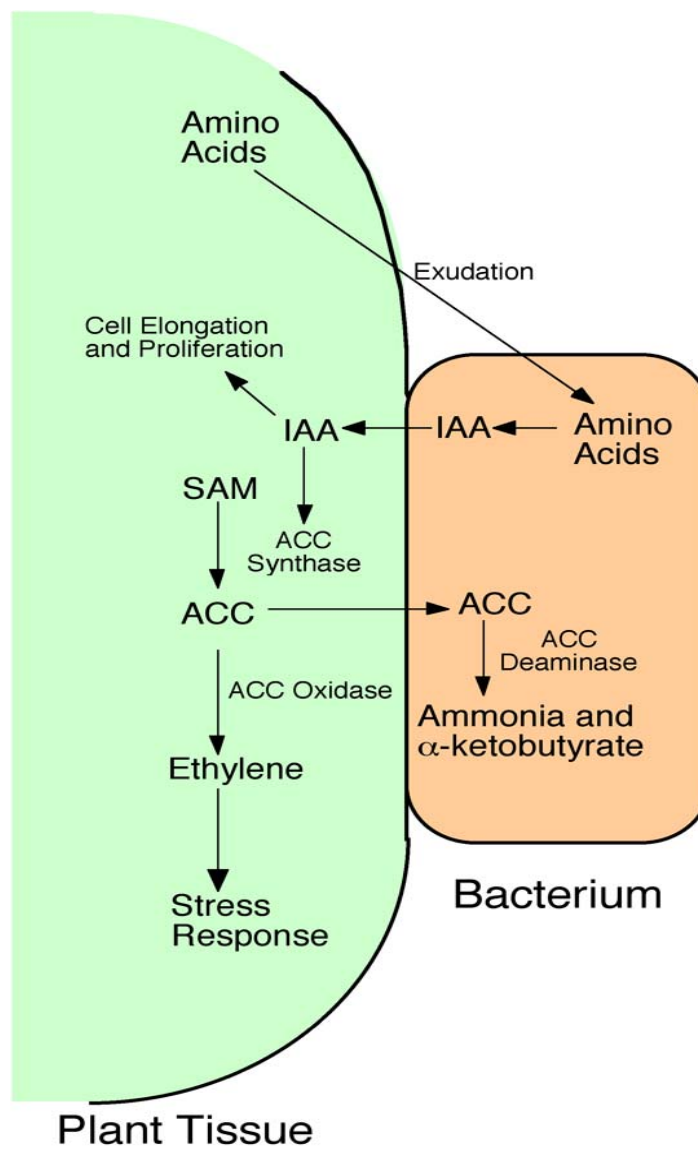 Amino
Acids
Exudation
Cell Elongation
and Proliferation
IAA
IAA
Amino
Acids
SAM
ACC
Synthase
ACC
ACC
ACC
Deaminase
ACC Oxidase
Ammonia and
α-ketobutyrate
Ethylene
Stress
Response
Bacterium
Plant Tissue